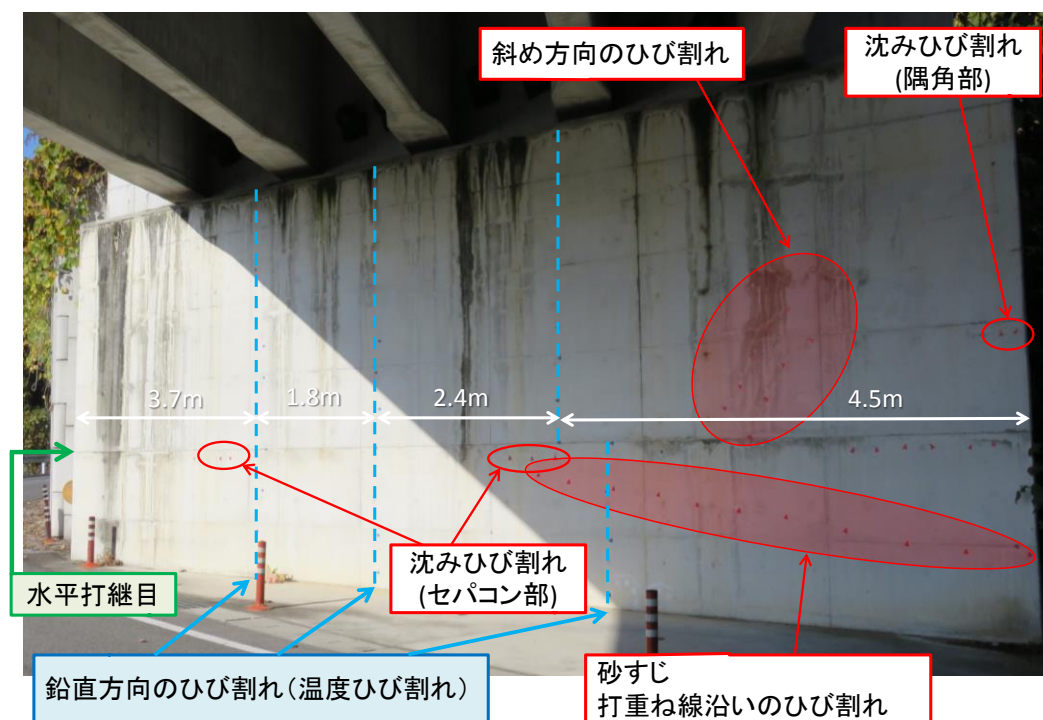 斜め方向のひび割れ
沈みひび割れ
(隅角部)
3.7m
1.8m
2.4m
4.5m
水平打継目
沈みひび割れ
(セパコン部)
鉛直方向のひび割れ(温度ひび割れ)
砂すじ
打重ね線沿いのひび割れ